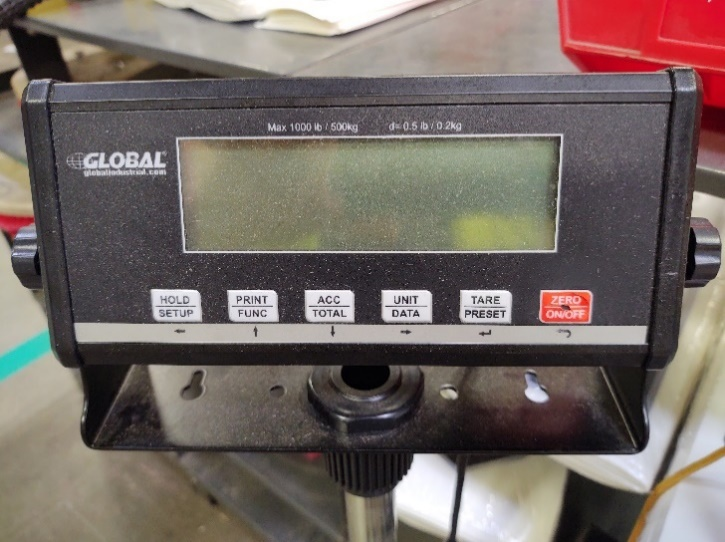 Max 1000 lb / 500kg d= 0.5 lb / 0.2kg
GLOBAL
globalindustrial.com
HOLD
SETUP
PRINT
FUNC
ACC
TOTAL
UNIT
DATA
TARE
PRESET
ZERO
ON/OFF